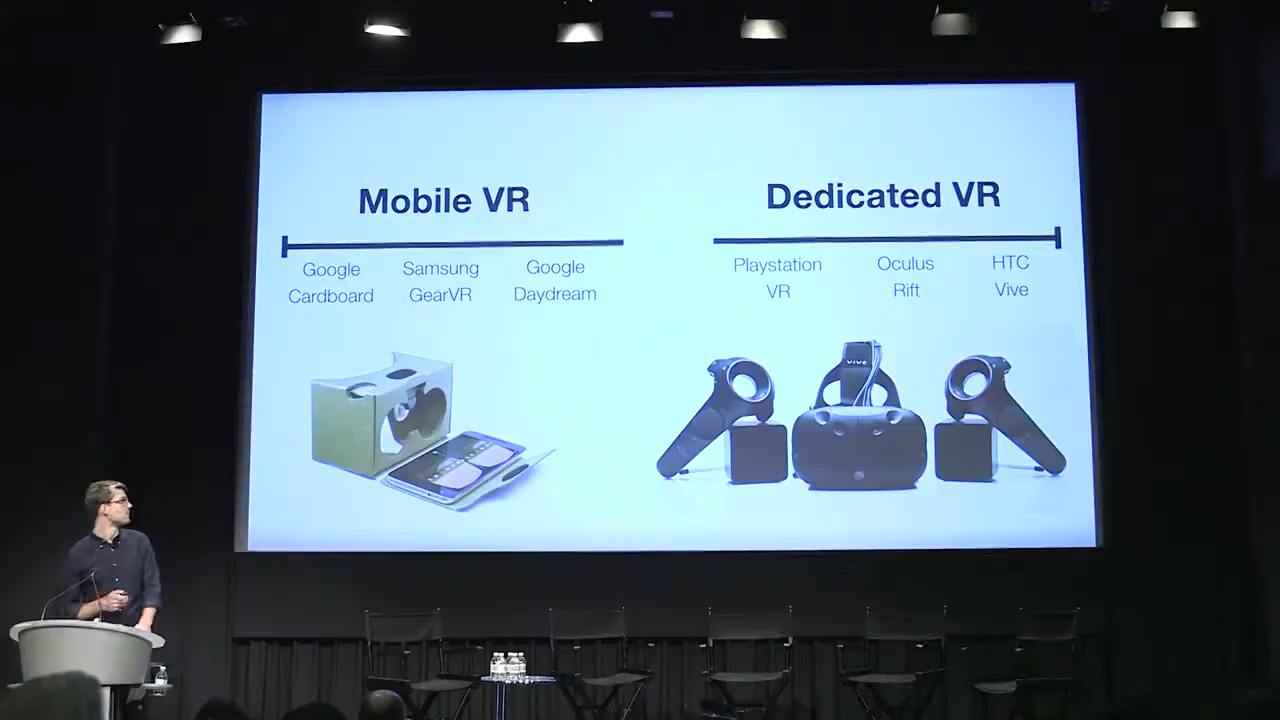 Mobile VR
Google
Cardboard
Samsung
GearVR
Google
Daydream
Dedicated VR
Playstation
VR
Oculus
Rift
HTC
Vive
VIVE